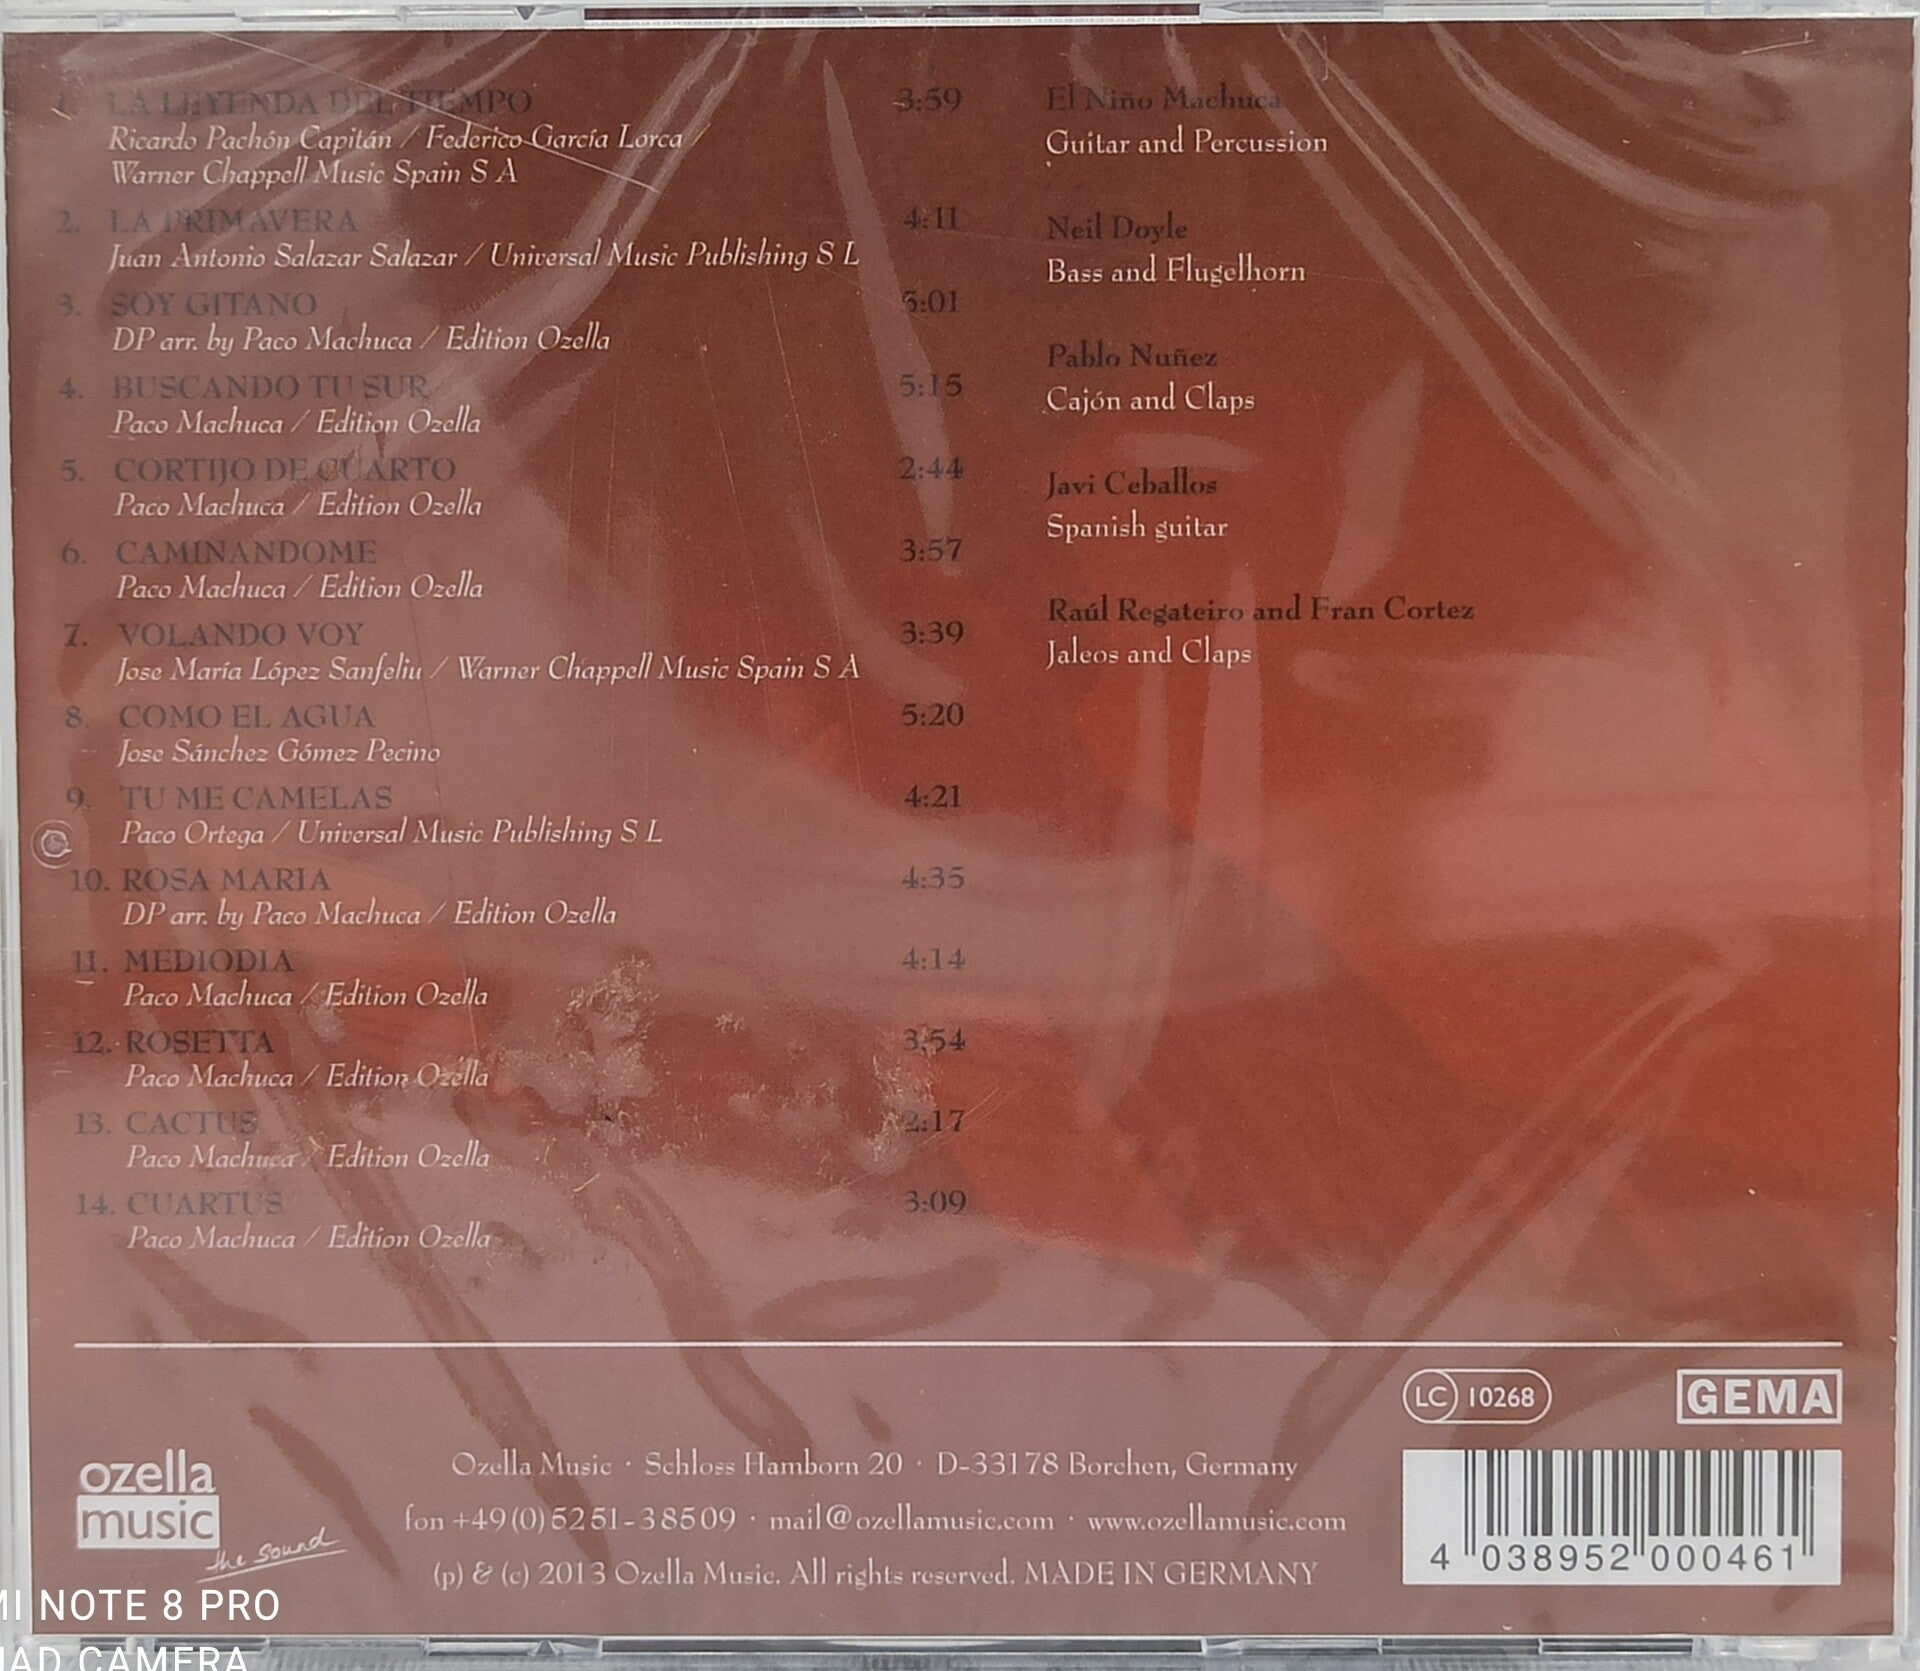 1. LA LEYENDA DEL TIEMPO 3:59
Ricardo Pachón Capitán / Federico García Lorca /
Warner Chappell Music Spain S A
2. LA PRIMAVERA 4:11
Juan Antonio Salazar Salazar / Universal Music Publishing S L
3. SOY GITANO 5:01
DP arr. by Paco Machuca / Edition Ozella
4. BUSCANDO TU SUR 5:15
Paco Machuca / Edition Ozella
5. CORTIJO DE CUARTO 2:44
Paco Machuca / Edition Ozella
6. CAMINANDOME 3:57
Paco Machuca / Edition Ozella
7. VOLANDO VOY 3:39
Jose María López Sanfeliu / Warner Chappell Music Spain S A
8. COMO EL AGUA 5:20
Jose Sánchez Gómez Pecino
9. TU ME CAMELAS 4:21
Paco Ortega / Universal Music Publishing S L
10. ROSA MARIA 4:35
DP arr. by Paco Machuca / Edition Ozella
11. MEDIODIA 4:14
Paco Machuca / Edition Ozella
12. ROSETTA 3:54
Paco Machuca / Edition Ozella
13. CACTUS 2:17
Paco Machuca / Edition Ozella
14. CUARTUS 3:09
Paco Machuca / Edition Ozella
El Niño Machuca
Guitar and Percussion
Neil Doyle
Bass and Flugelhorn
Pablo Nuñez
Cajón and Claps
Javi Ceballos
Spanish guitar
Raúl Regateiro and Fran Cortez
Jaleos and Claps
LC 10268
GEMA
ozella
music
the sound
Ozella Music · Schloss Hamborn 20 · D-33178 Borchen, Germany
fon +49(0)5251-38509 · mail@ozellamusic.com · www.ozellamusic.com
(p) & (c) 2013 Ozella Music. All rights reserved. MADE IN GERMANY
4 038952 000461
MI NOTE 8 PRO
UAD CAMERA